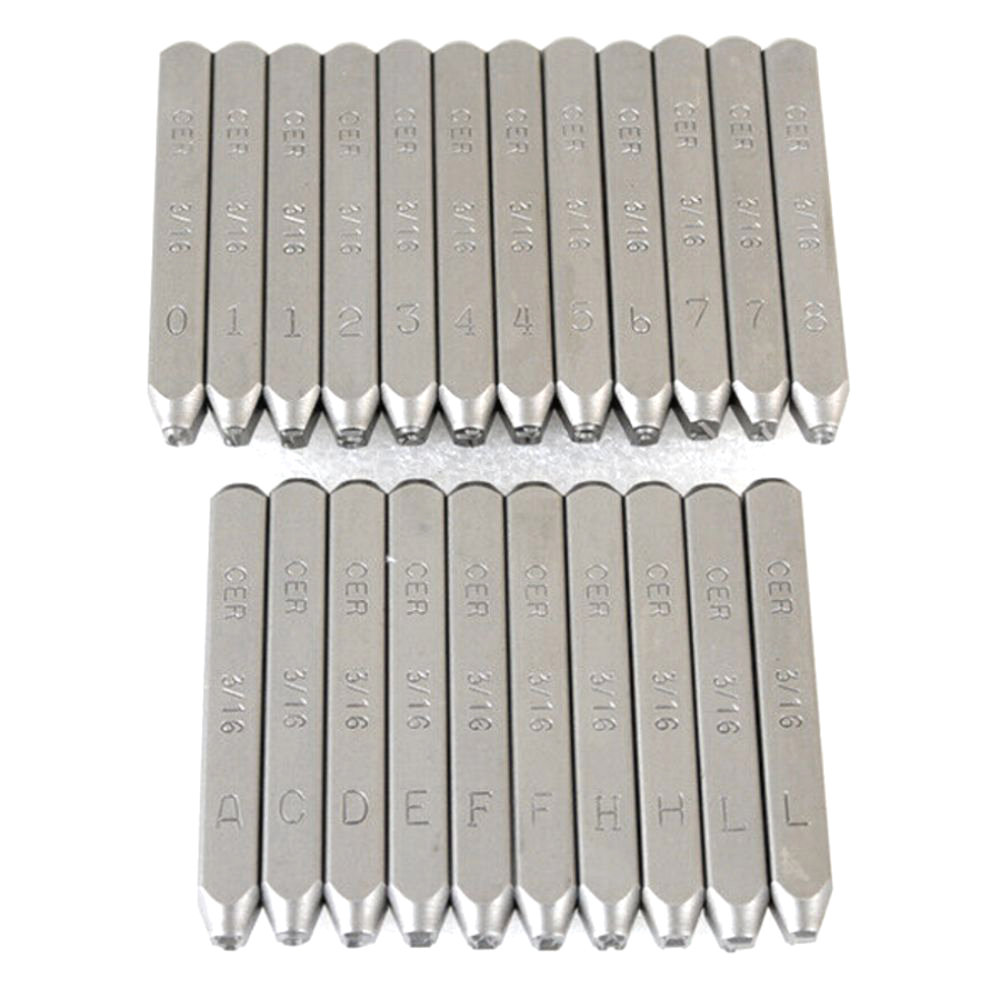 CER CER CER CER CER CER CER CER CER CER CER CER
3/16 3/16 3/16 3/16 3/16 3/16 3/16 3/16 3/16 3/16 3/16 3/16
0 1 1 2 3 4 4 5 6 7 7 8
CER CER CER CER CER CER CER CER CER CER
3/16 3/16 3/16 3/16 3/16 3/16 3/16 3/16 3/16 3/16
A C D E F F H H L L